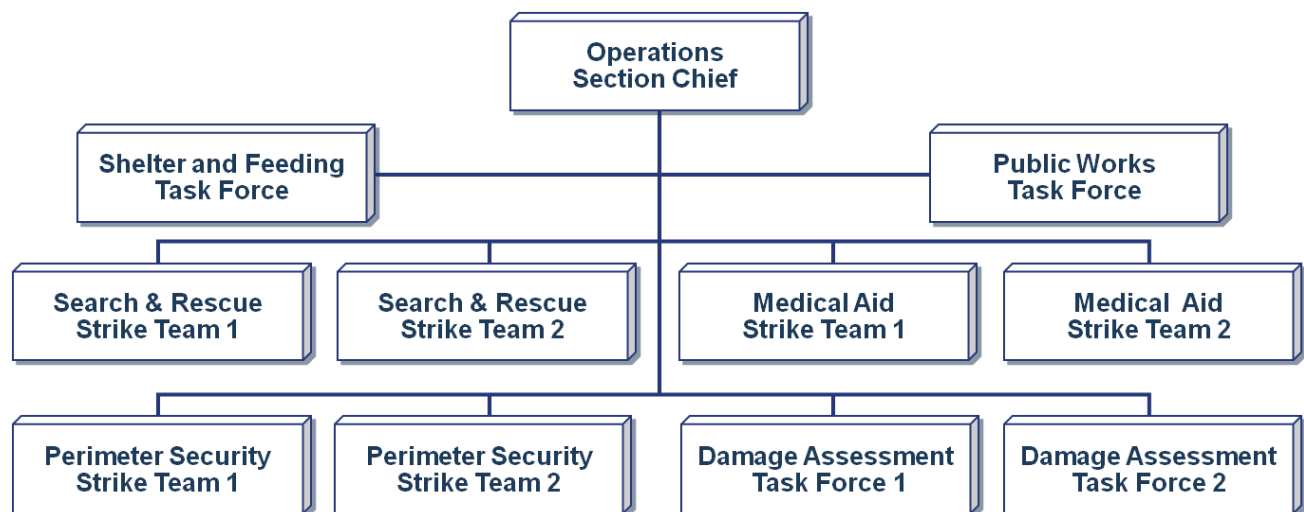 Operations
Section Chief
Shelter and Feeding
Task Force
Public Works
Task Force
Search & Rescue
Strike Team 1
Search & Rescue
Strike Team 2
Medical Aid
Strike Team 1
Medical Aid
Strike Team 2
Perimeter Security
Strike Team 1
Perimeter Security
Strike Team 2
Damage Assessment
Task Force 1
Damage Assessment
Task Force 2